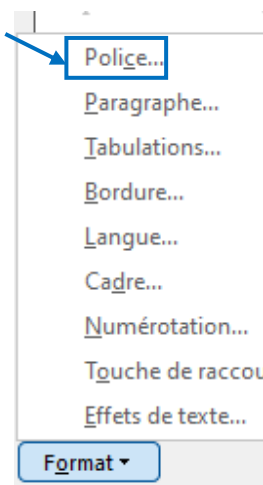 Police...
Paragraphe...
Tabulations...
Bordure...
Langue...
Cadre...
Numérotation...
Touche de raccou
Effets de texte...
Format